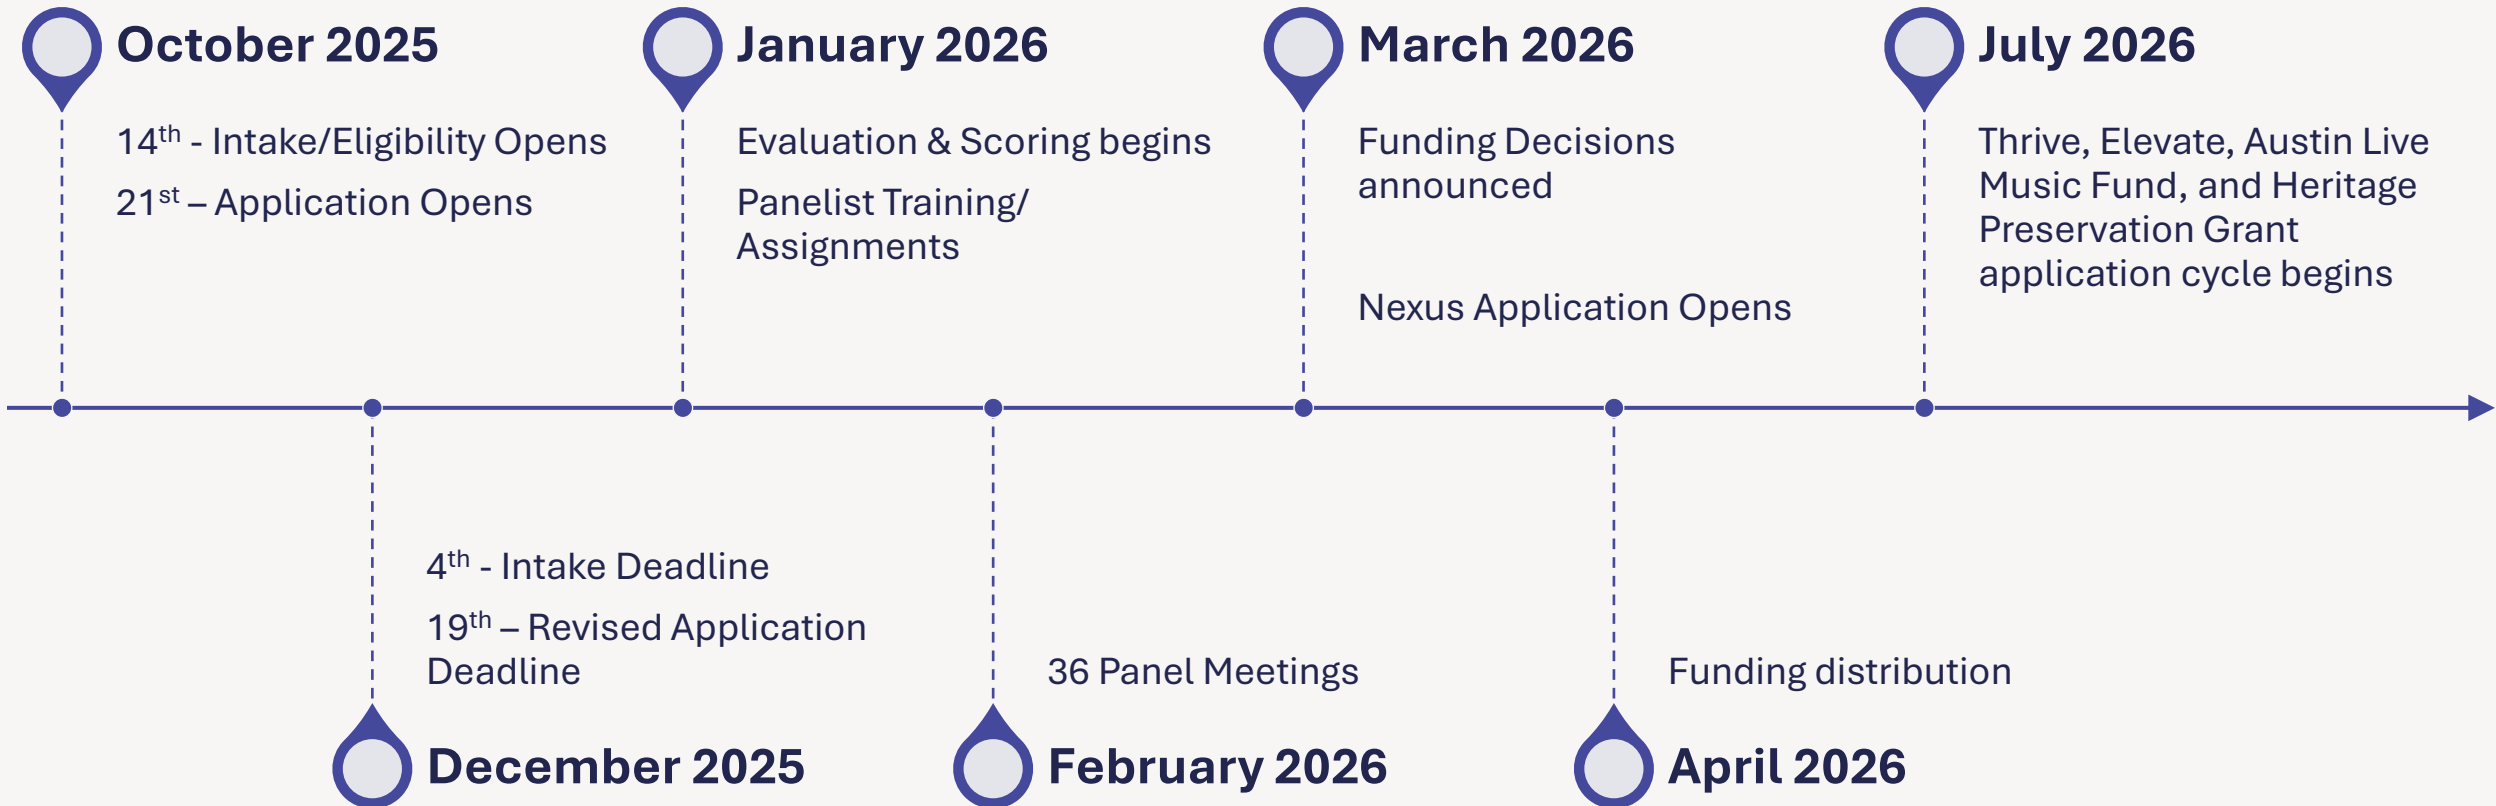 October 2025
14th - Intake/Eligibility Opens
21st – Application Opens
January 2026
Evaluation & Scoring begins
Panelist Training/
Assignments
March 2026
Funding Decisions
announced
Nexus Application Opens
July 2026
Thrive, Elevate, Austin Live
Music Fund, and Heritage
Preservation Grant
application cycle begins
4th - Intake Deadline
19th – Revised Application
Deadline
December 2025
36 Panel Meetings
February 2026
Funding distribution
April 2026